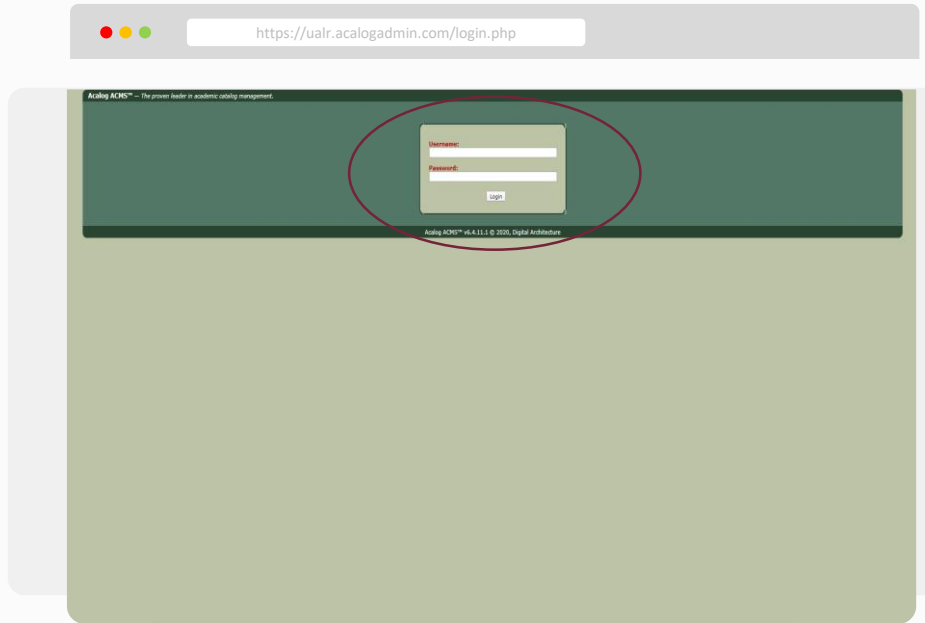 https://ualr.acalogadmin.com/login.php
Acalog ACMS™ — The proven leader in academic catalog management.
Username:
Password:
Login
Acalog ACMS™ v6.4.11.1 © 2020, Digital Architecture